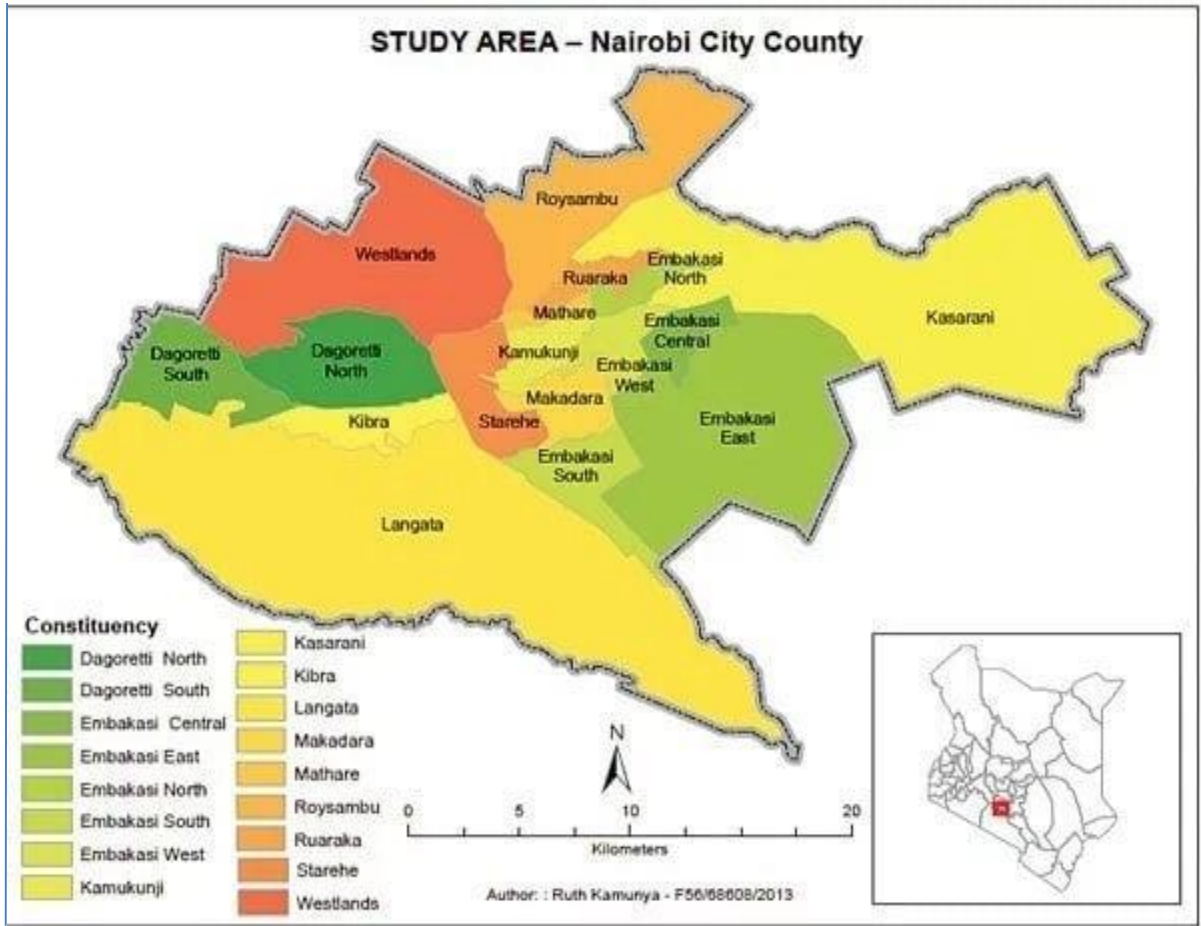 STUDY AREA – Nairobi City County
Roysambu
Westlands
Ruaraka
Embakasi
North
Mathare
Kasarani
Embakasi
Central
Dagoretti
South
Dagoretti
North
Kamukunji
Embakasi
West
Makadara
Kibra
Starehe
Embakasi
East
Embakasi
South
Langata
Constituency
Dagoretti North
Dagoretti South
Embakasi Central
Embakasi East
Embakasi North
Embakasi South
Embakasi West
Kamukunji
Kasarani
Kibra
Langata
Makadara
Mathare
Roysambu
Ruaraka
Starehe
Westlands
N
0 5 10 20
Kilometers
Author: : Ruth Kamunya - F56/68608/2013